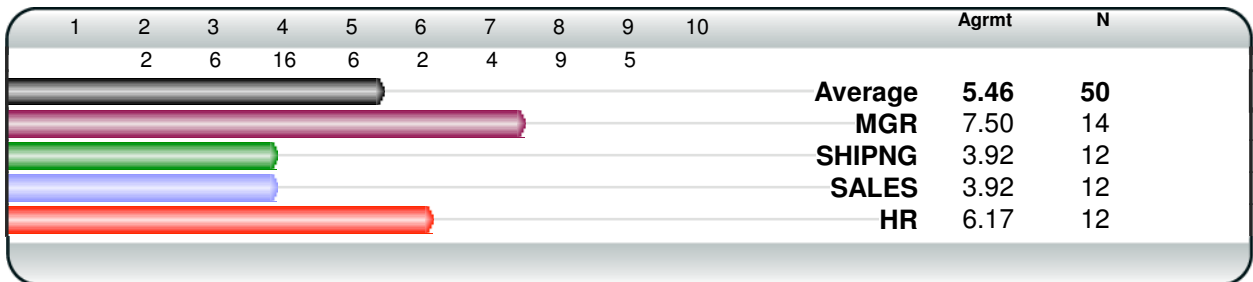 1 2 3 4 5 6 7 8 9 10 Agrmt N
2 6 16 6 2 4 9 5
Average 5.46 50
MGR 7.50 14
SHIPNG 3.92 12
SALES 3.92 12
HR 6.17 12